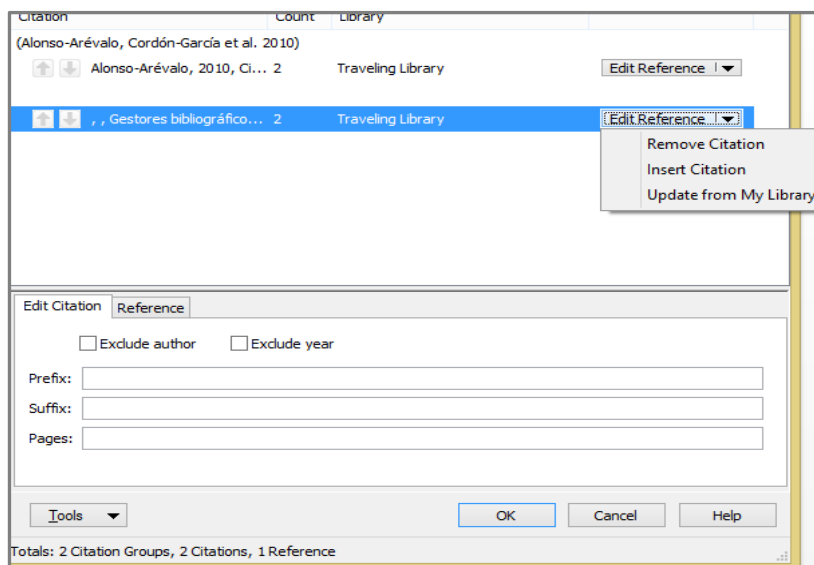 Citation Count Library
(Alonso-Arévalo, Cordón-García et al. 2010)
Alonso-Arévalo, 2010, Ci... 2 Traveling Library Edit Reference
, , Gestores bibliográfico... 2 Traveling Library Edit Reference
Remove Citation
Insert Citation
Update from My Library
Edit Citation Reference
Exclude author Exclude year
Prefix:
Suffix:
Pages:
Tools OK Cancel Help
Totals: 2 Citation Groups, 2 Citations, 1 Reference